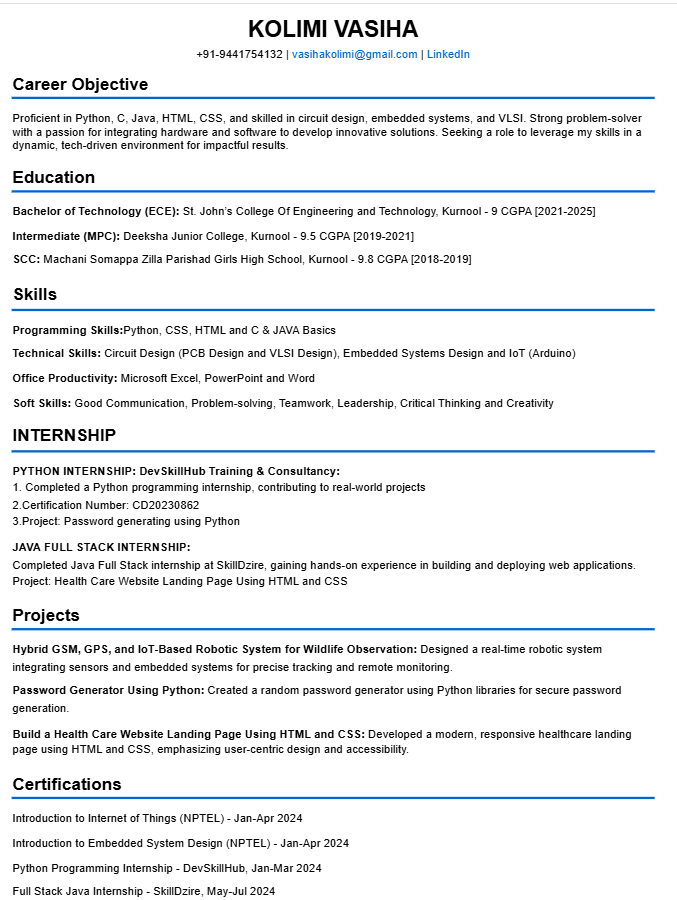 KOLIMI VASIHA
+91-9441754132 | vasihakolimi@gmail.com | LinkedIn
Career Objective
Proficient in Python, C, Java, HTML, CSS, and skilled in circuit design, embedded systems, and VLSI. Strong problem-solver
with a passion for integrating hardware and software to develop innovative solutions. Seeking a role to leverage my skills in a
dynamic, tech-driven environment for impactful results.
Education
Bachelor of Technology (ECE): St. John's College Of Engineering and Technology, Kurnool - 9 CGPA [2021-2025]
Intermediate (MPC): Deeksha Junior College, Kurnool - 9.5 CGPA [2019-2021]
SCC: Machani Somappa Zilla Parishad Girls High School, Kurnool - 9.8 CGPA [2018-2019]
Skills
Programming Skills:Python, CSS, HTML and C & JAVA Basics
Technical Skills: Circuit Design (PCB Design and VLSI Design), Embedded Systems Design and IoT (Arduino)
Office Productivity: Microsoft Excel, PowerPoint and Word
Soft Skills: Good Communication, Problem-solving, Teamwork, Leadership, Critical Thinking and Creativity
INTERNSHIP
PYTHON INTERNSHIP: DevSkillHub Training & Consultancy:
1. Completed a Python programming internship, contributing to real-world projects
2.Certification Number: CD20230862
3.Project: Password generating using Python
JAVA FULL STACK INTERNSHIP:
Completed Java Full Stack internship at SkillDzire, gaining hands-on experience in building and deploying web applications.
Project: Health Care Website Landing Page Using HTML and CSS
Projects
Hybrid GSM, GPS, and IoT-Based Robotic System for Wildlife Observation: Designed a real-time robotic system
integrating sensors and embedded systems for precise tracking and remote monitoring.
Password Generator Using Python: Created a random password generator using Python libraries for secure password
generation.
Build a Health Care Website Landing Page Using HTML and CSS: Developed a modern, responsive healthcare landing
page using HTML and CSS, emphasizing user-centric design and accessibility.
Certifications
Introduction to Internet of Things (NPTEL) - Jan-Apr 2024
Introduction to Embedded System Design (NPTEL) - Jan-Apr 2024
Python Programming Internship - DevSkillHub, Jan-Mar 2024
Full Stack Java Internship - SkillDzire, May-Jul 2024